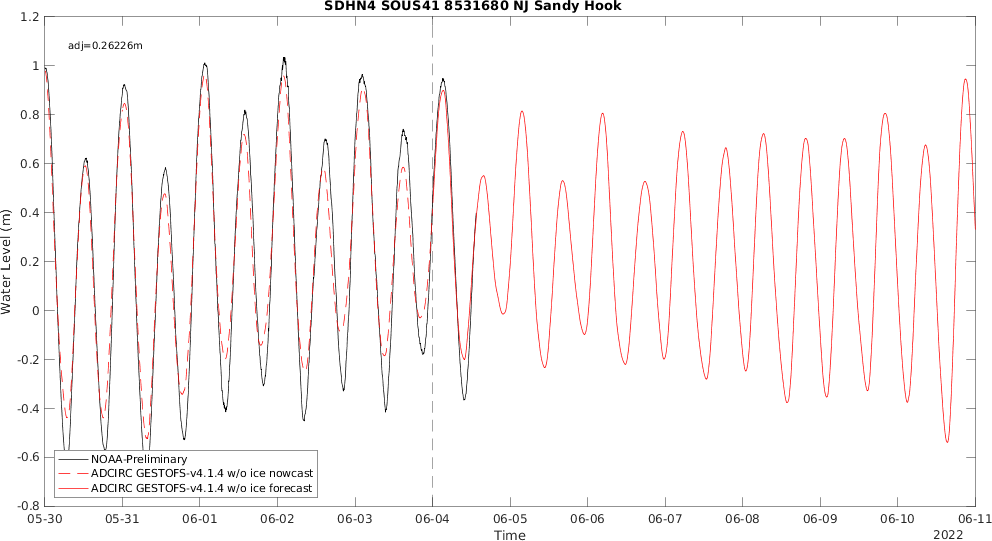 SDHN4 SOUS41 8531680 NJ Sandy Hook
adj=0.26226m
1.2
1
0.8
0.6
0.4
0.2
0
-0.2
-0.4
-0.6
-0.8
Water Level (m)
NOAA-Preliminary
ADCIRC GESTOFS-v4.1.4 w/o ice nowcast
ADCIRC GESTOFS-v4.1.4 w/o ice forecast
05-30 05-31 06-01 06-02 06-03 06-04 06-05 06-06 06-07 06-08 06-09 06-10 06-11
Time
2022